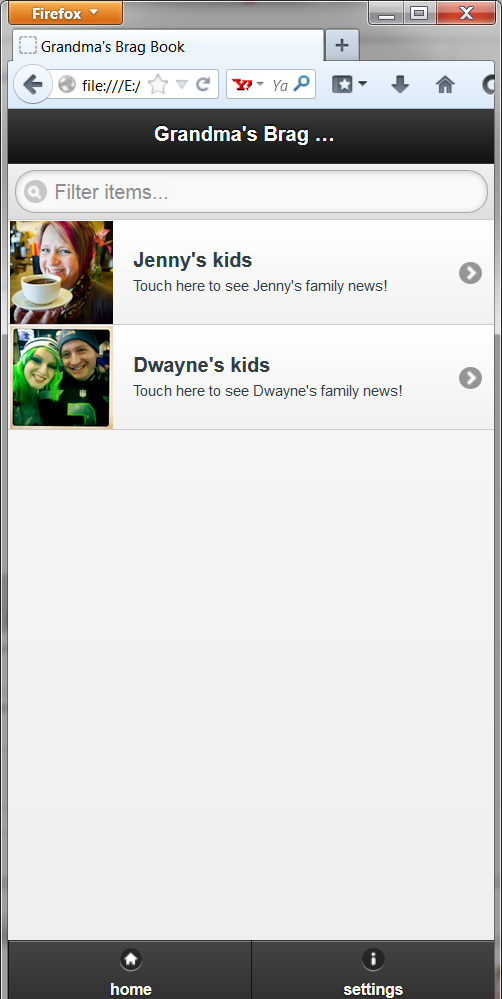 Firefox
Grandma's Brag Book
file:///E:/
Y! Ya
Grandma's Brag ...
Filter items...
Jenny's kids
Touch here to see Jenny's family news!
Dwayne's kids
Touch here to see Dwayne's family news!
home
settings